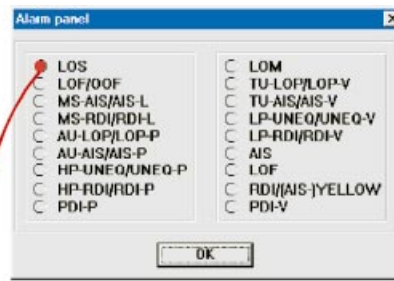 Alarm panel
LOS
LOF/OOF
MS-AIS/AIS-L
MS-RDI/RDI-L
AU-LOP/LOP-P
AU-AIS/AIS-P
HP-UNEQ/UNEQ-P
HP-RDI/RDI-P
PDI-P
LOM
TU-LOP/LOP-V
TU-AIS/AIS-V
LP-UNEQ/UNEQ-V
LP-RDI/RDI-V
AIS
LOF
RDI/(AIS-)YELLOW
PDI-V
OK